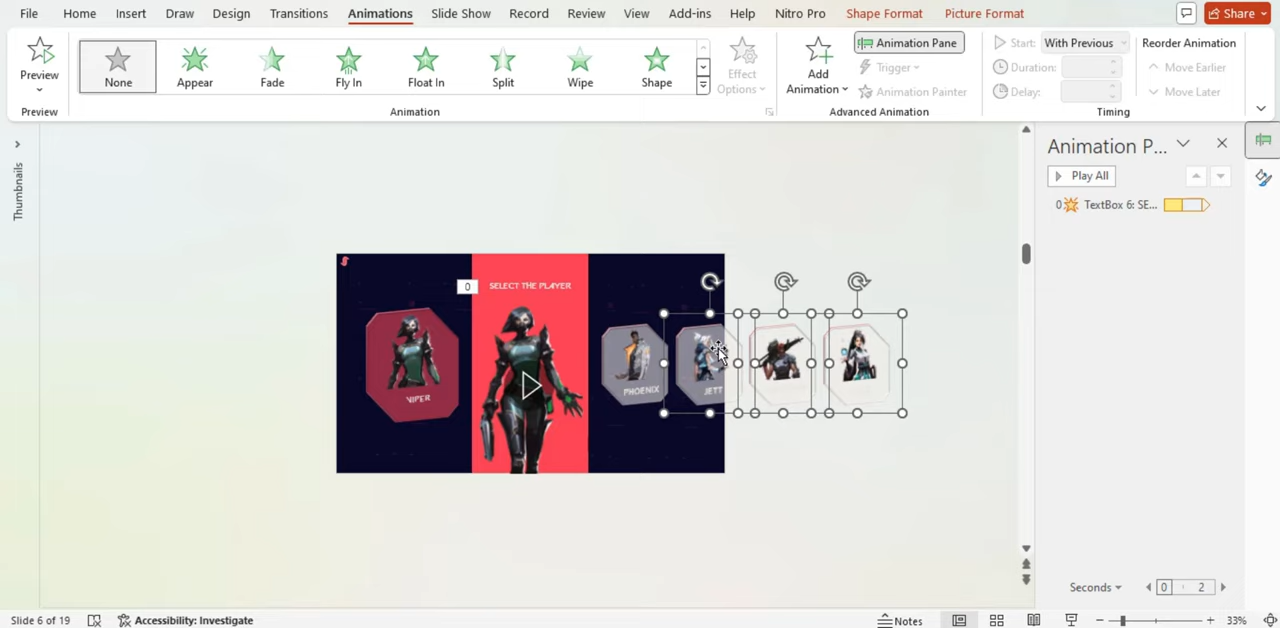 File Home Insert Draw Design Transitions Animations Slide Show Record Review View Add-ins Help Nitro Pro Shape Format Picture Format Share
Preview None Appear Fade Fly In Float In Split Wipe Shape Effect Options Add Animation Animation Pane Start: With Previous Reorder Animation
Trigger Duration: Move Earlier
Animation Painter Delay: Move Later
Preview Animation Advanced Animation Timing
Thumbnails
Animation P...
Play All
0 TextBox 6: SE...
0 SELECT THE PLAYER
VIPER
PHOENIX
JETT
Seconds 0 2
Slide 6 of 19 Accessibility: Investigate Notes 33%